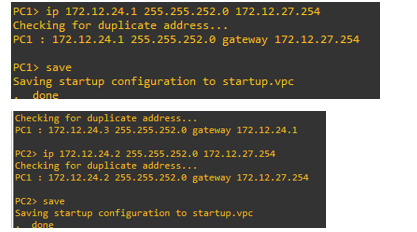 PC1> ip 172.12.24.1 255.255.252.0 172.12.27.254
Checking for duplicate address...
PC1 : 172.12.24.1 255.255.252.0 gateway 172.12.27.254
PC1> save
Saving startup configuration to startup.vpc
.  done
Checking for duplicate address...
PC1 : 172.12.24.3 255.255.252.0 gateway 172.12.24.1
PC2> ip 172.12.24.2 255.255.252.0 172.12.27.254
Checking for duplicate address...
PC1 : 172.12.24.2 255.255.252.0 gateway 172.12.27.254
PC2> save
Saving startup configuration to startup.vpc
.  done